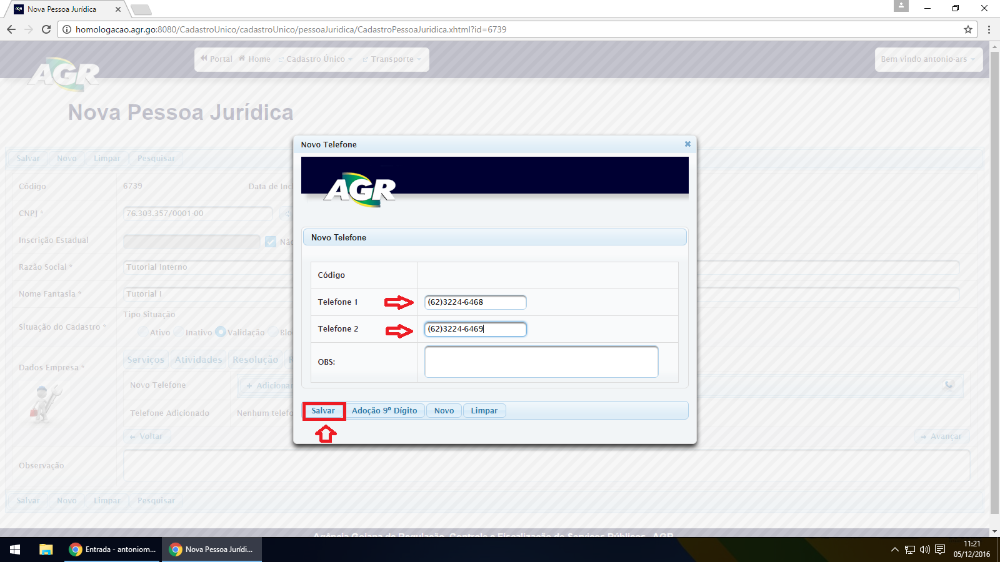 Nova Pessoa Jurídica
homologacao.agr.go:8080/CadastroUnico/cadastroUnico/pessoaJuridica/CadastroPessoaJuridica.xhtml?id=6739
Portal Home Cadastro Único Transporte
Bem vindo antonio-ars
AGR
Nova Pessoa Jurídica
Salvar Novo Limpar Pesquisar
Código 6739 Data de Inc
CNPJ * 76.303.357/0001-00
Inscrição Estadual Não
Razão Social * Tutorial Interno
Nome Fantasia * Tutorial I
Tipo Situação
Situação do Cadastro *
Ativo Inativo Validação Blo
Serviços Atividades Resolução R
Dados Empresa *
Novo Telefone + Adicionar
Telefone Adicionado Nenhum telefo
Voltar Avançar
Observação
Salvar Novo Limpar Pesquisar
Agência Goiana de Regulação, Controle e Fiscalização de Serviços Públicos - AGR
Novo Telefone
AGR
Novo Telefone
Código
Telefone 1 (62)3224-6468
Telefone 2 (62)3224-6469
OBS:
Salvar Adoção 9º Dígito Novo Limpar
Entrada - antoniom...
Nova Pessoa Jurídi...
11:21
05/12/2016